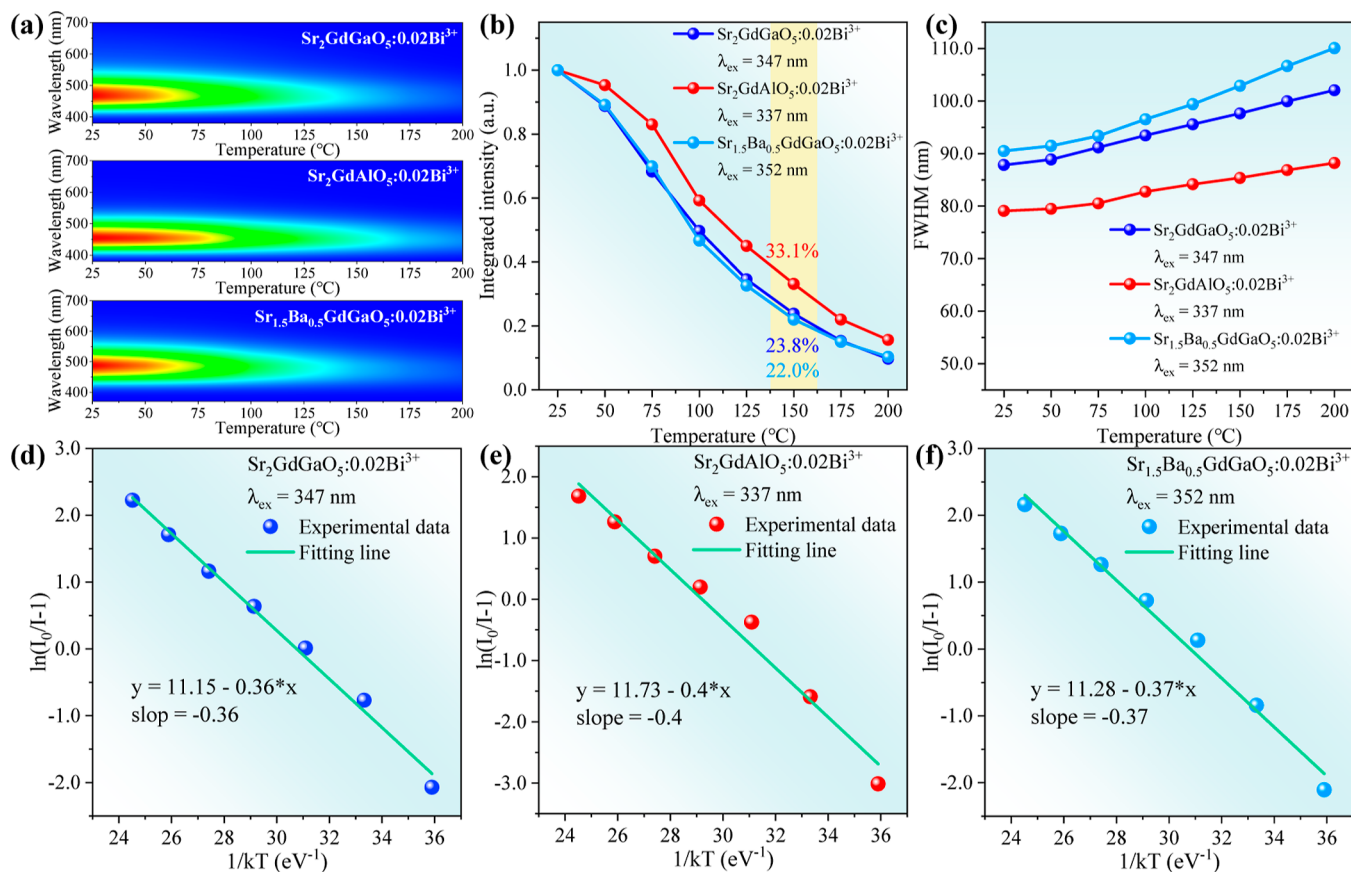 (a)
Wavelength (nm)
700
600
500
400
Sr₂GdGaO₅:0.02Bi³⁺
25 50 75 100 125 150 175 200
Temperature (℃)
Wavelength (nm)
700
600
500
400
Sr₂GdAlO₅:0.02Bi³⁺
25 50 75 100 125 150 175 200
Temperature (℃)
Wavelength (nm)
700
600
500
400
Sr₁.₅Ba₀.₅GdGaO₅:0.02Bi³⁺
25 50 75 100 125 150 175 200
Temperature (℃)
(b)
Integrated intensity (a.u.)
1.0
0.8
0.6
0.4
0.2
0.0
Sr₂GdGaO₅:0.02Bi³⁺
λex = 347 nm
Sr₂GdAlO₅:0.02Bi³⁺
λex = 337 nm
Sr₁.₅Ba₀.₅GdGaO₅:0.02Bi³⁺
λex = 352 nm
33.1%
23.8%
22.0%
25 50 75 100 125 150 175 200
Temperature (℃)
(c)
FWHM (nm)
110.0
100.0
90.0
80.0
70.0
60.0
50.0
Sr₂GdGaO₅:0.02Bi³⁺
λex = 347 nm
Sr₂GdAlO₅:0.02Bi³⁺
λex = 337 nm
Sr₁.₅Ba₀.₅GdGaO₅:0.02Bi³⁺
λex = 352 nm
25 50 75 100 125 150 175 200
Temperature (℃)
(d)
ln(I₀/I-1)
3.0
2.0
1.0
0.0
-1.0
-2.0
Sr₂GdGaO₅:0.02Bi³⁺
λex = 347 nm
Experimental data
Fitting line
y = 11.15 - 0.36*x
slop = -0.36
24 26 28 30 32 34 36
1/kT (eV⁻¹)
(e)
ln(I₀/I-1)
2.0
1.0
0.0
-1.0
-2.0
-3.0
Sr₂GdAlO₅:0.02Bi³⁺
λex = 337 nm
Experimental data
Fitting line
y = 11.73 - 0.4*x
slope = -0.4
24 26 28 30 32 34 36
1/kT (eV⁻¹)
(f)
ln(I₀/I-1)
3.0
2.0
1.0
0.0
-1.0
-2.0
Sr₁.₅Ba₀.₅GdGaO₅:0.02Bi³⁺
λex = 352 nm
Experimental data
Fitting line
y = 11.28 - 0.37*x
slope = -0.37
24 26 28 30 32 34 36
1/kT (eV⁻¹)